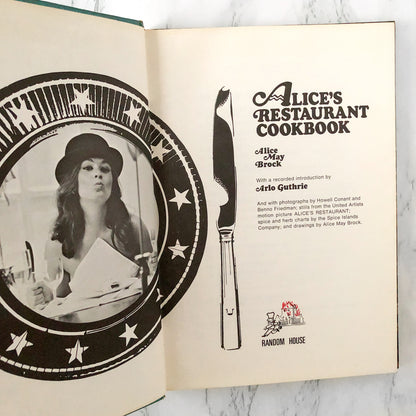 ALICE'S
RESTAURANT
COOKBOOK
Alice
May
Brock
With a recorded introduction by
Arlo Guthrie
And with photographs by Howell Conant and
Benno Friedman; stills from the United Artists
motion picture ALICE'S RESTAURANT;
spice and herb charts by the Spice Islands
Company; and drawings by Alice May Brock.
RANDOM HOUSE